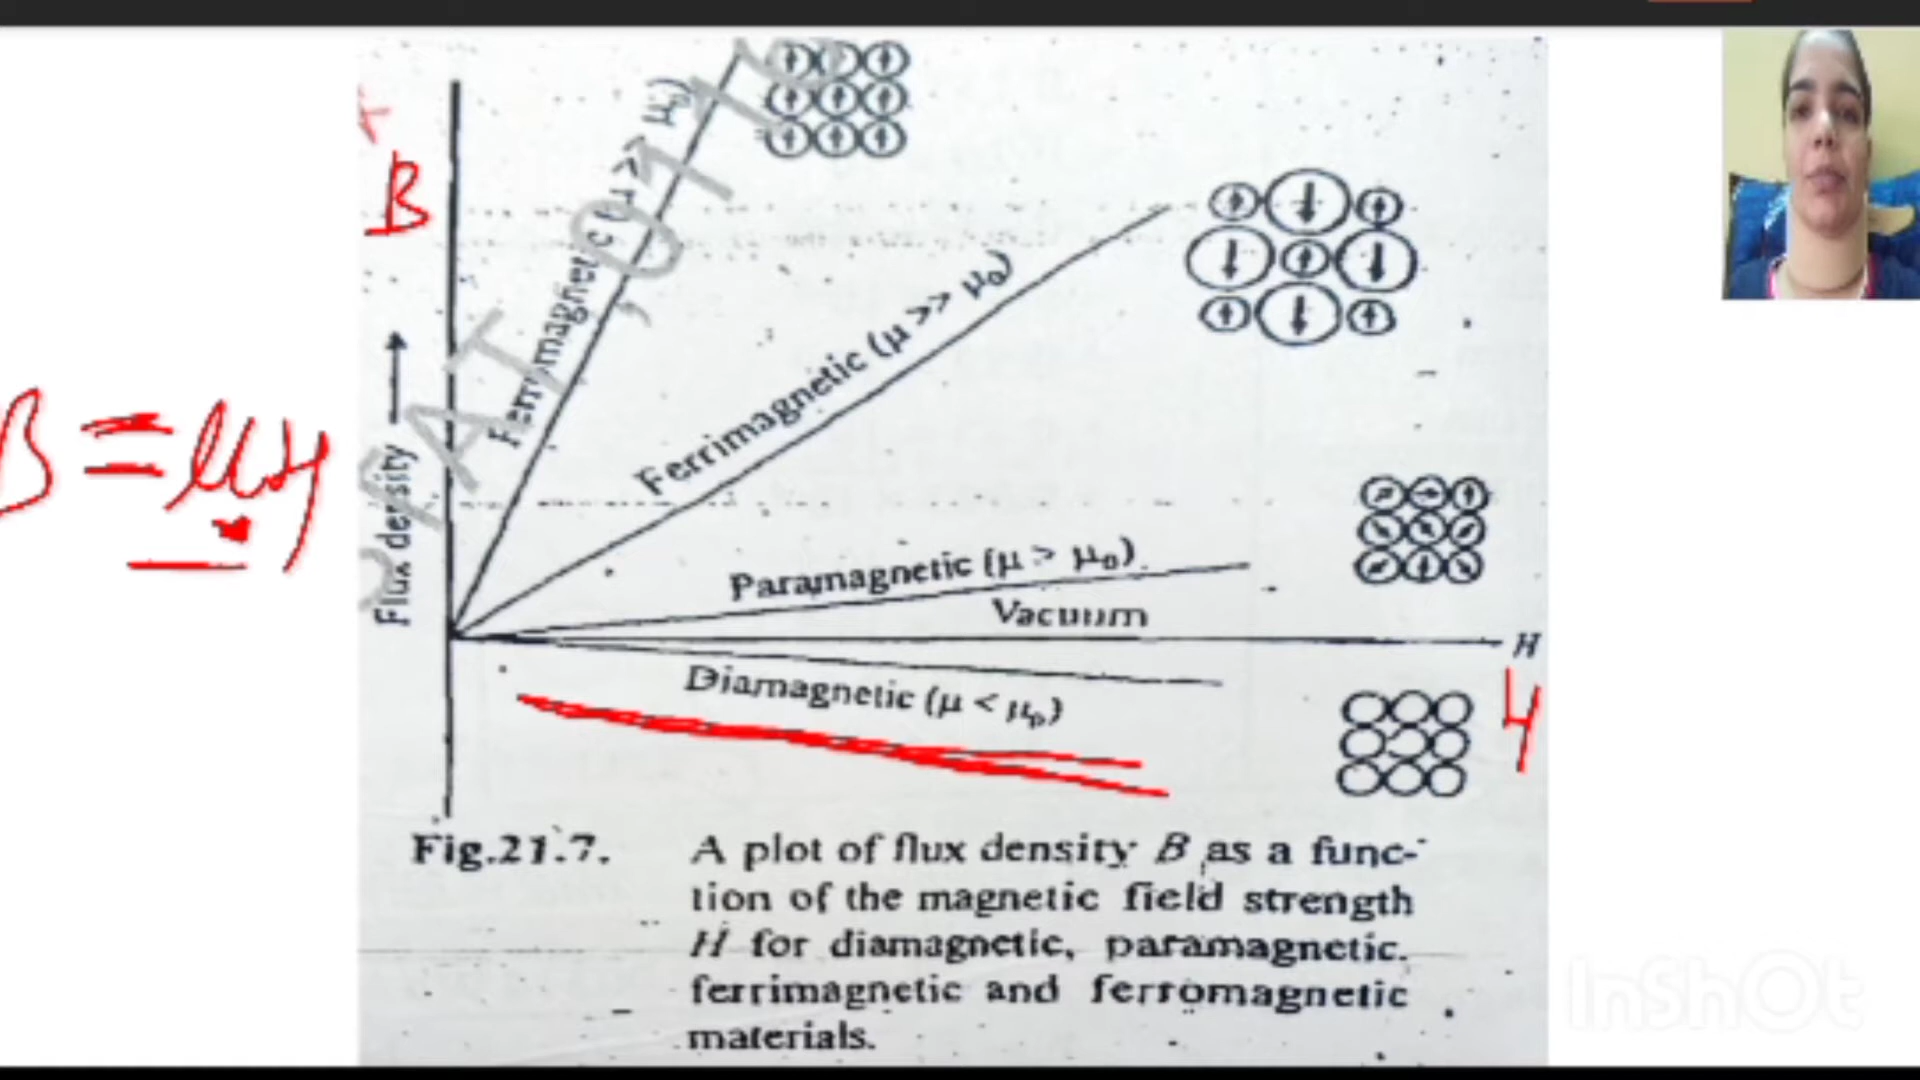 B
Ferromagnetic (μ >> μ₀)
Ferrimagnetic (μ >> μ₀)
B = μH
Flux density
Paramagnetic (μ > μ₀)
Vacuum
H
Diamagnetic (μ < μ₀)
H
Fig.21.7. A plot of flux density B as a func-
tion of the magnetic field strength
H for diamagnetic, paramagnetic.
ferrimagnetic and ferromagnetic
materials.
InShOt